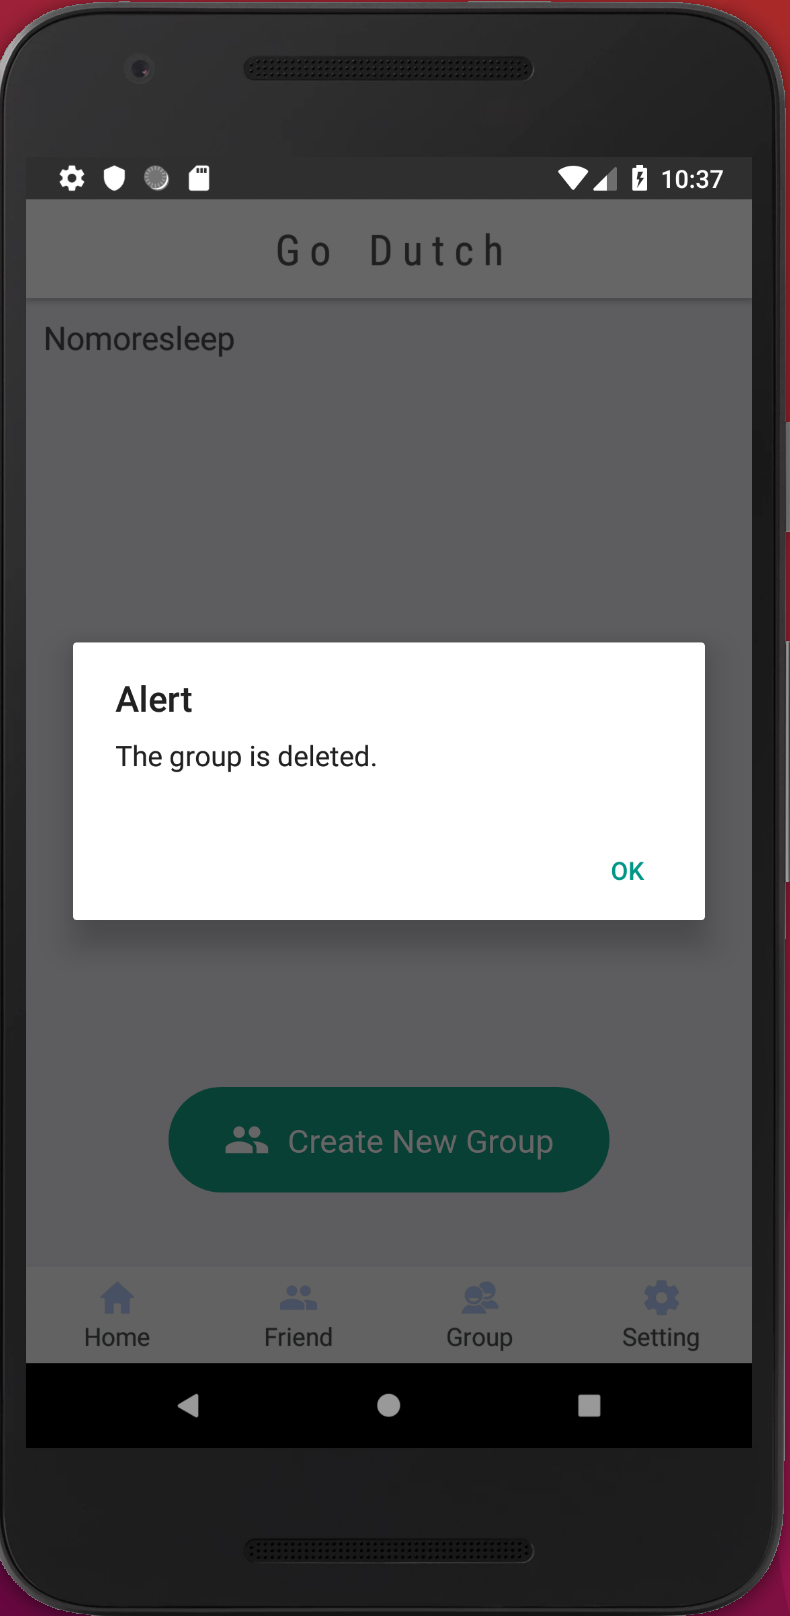 10:37
Go Dutch
Nomoresleep
Alert
The group is deleted.
OK
Create New Group
Home Friend Group Setting